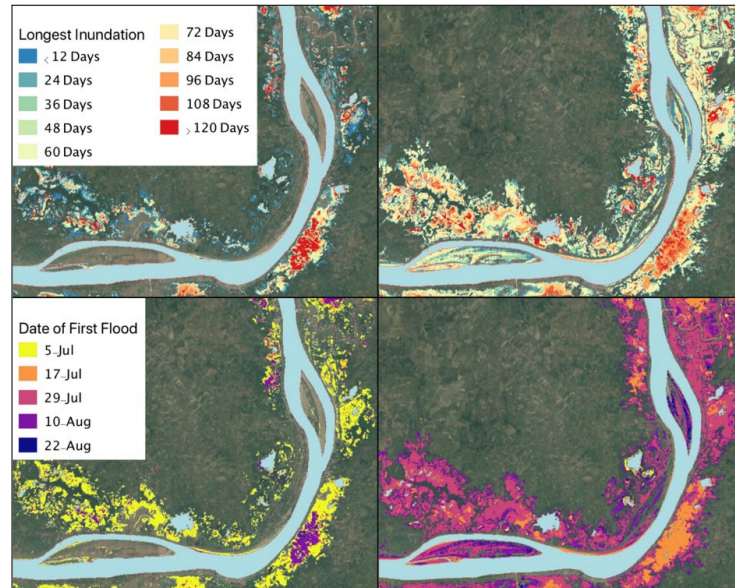 Longest Inundation
< 12 Days
24 Days
36 Days
48 Days
60 Days
72 Days
84 Days
96 Days
108 Days
> 120 Days
Date of First Flood
5-Jul
17-Jul
29-Jul
10-Aug
22-Aug